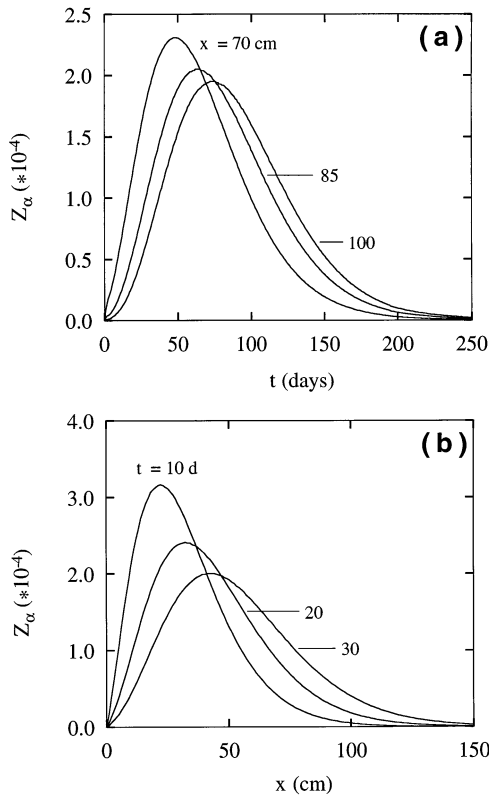 2.5
(a)
x = 70 cm
2.0
1.5
Zα (*10-4)
85
1.0
100
0.5
0.0
0 50 100 150 200 250
t (days)
4.0
(b)
t = 10 d
3.0
Zα (*10-4)
2.0
20
30
1.0
0.0
0 50 100 150
x (cm)